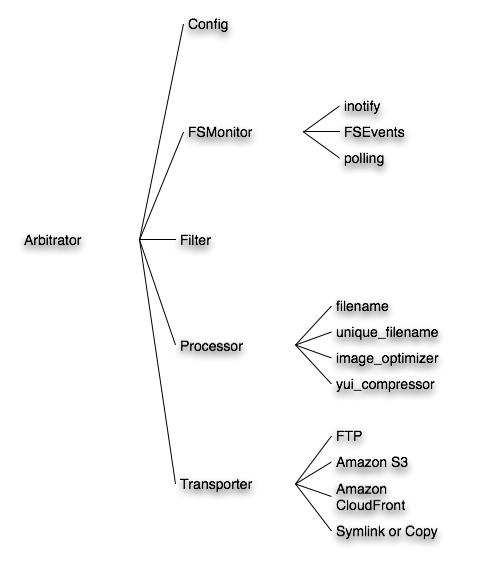 Config
FSMonitor
inotify
FSEvents
polling
Arbitrator
Filter
Processor
filename
unique_filename
image_optimizer
yui_compressor
Transporter
FTP
Amazon S3
Amazon
CloudFront
Symlink or Copy